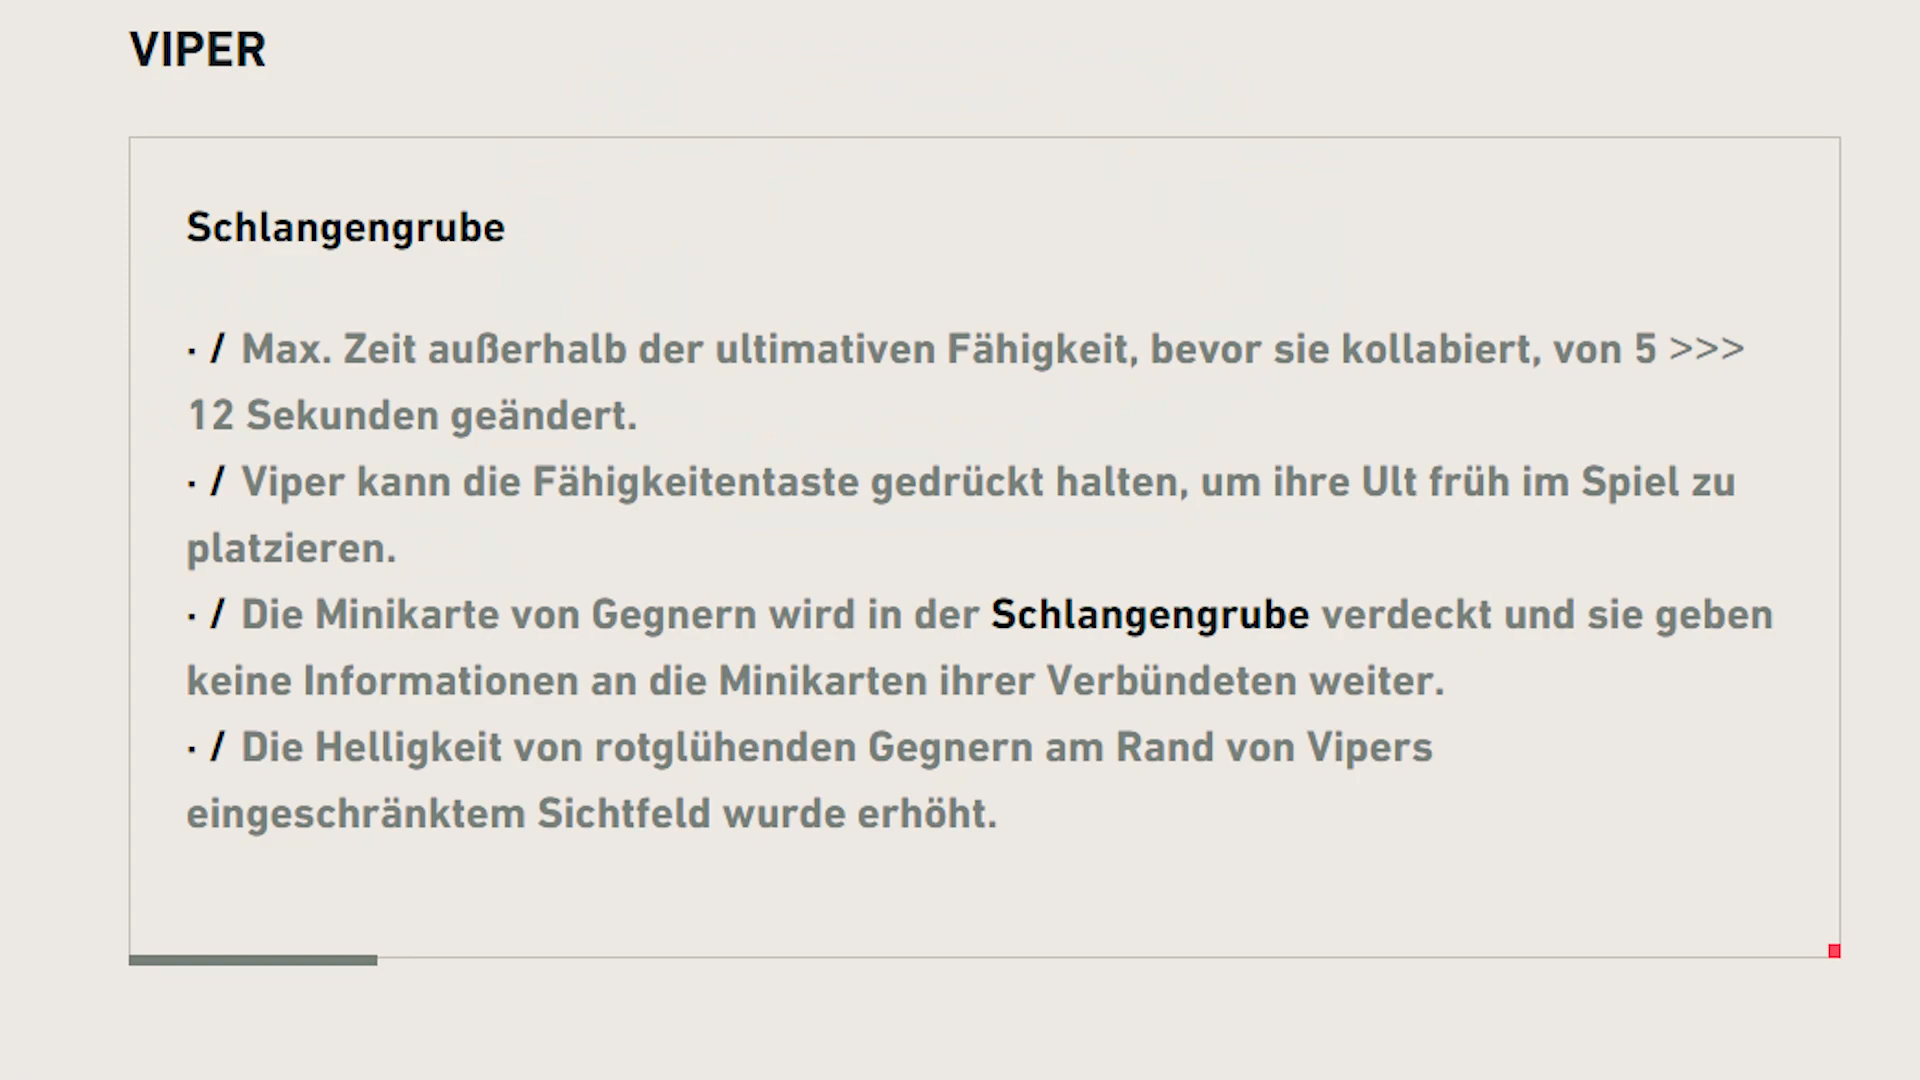 VIPER
Schlangengrube
· / Max. Zeit außerhalb der ultimativen Fähigkeit, bevor sie kollabiert, von 5 >>>
12 Sekunden geändert.
· / Viper kann die Fähigkeitentaste gedrückt halten, um ihre Ult früh im Spiel zu
platzieren.
· / Die Minikarte von Gegnern wird in der Schlangengrube verdeckt und sie geben
keine Informationen an die Minikarten ihrer Verbündeten weiter.
· / Die Helligkeit von rotglühenden Gegnern am Rand von Vipers
eingeschränktem Sichtfeld wurde erhöht.